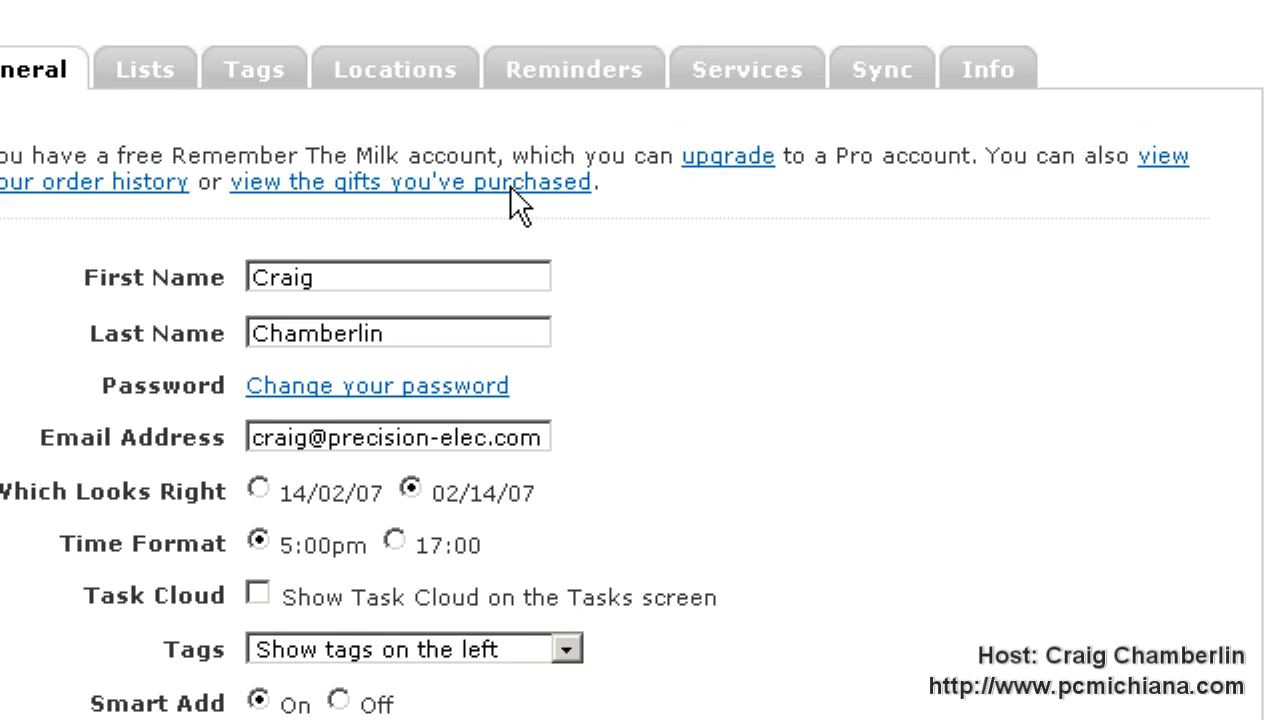 neral Lists Tags Locations Reminders Services Sync Info
ou have a free Remember The Milk account, which you can upgrade to a Pro account. You can also view
our order history or view the gifts you've purchased.
First Name Craig
Last Name Chamberlin
Password Change your password
Email Address craig@precision-elec.com
Which Looks Right 14/02/07 02/14/07
Time Format 5:00pm 17:00
Task Cloud Show Task Cloud on the Tasks screen
Tags Show tags on the left
Smart Add On Off
Host: Craig Chamberlin
http://www.pcmichiana.com